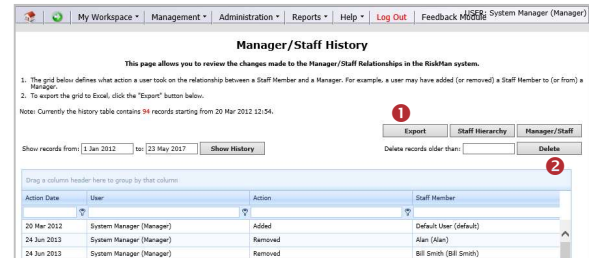 My Workspace Management Administration Reports Help Log Out Feedback Module USER: System Manager (Manager)
Manager/Staff History
This page allows you to review the changes made to the Manager/Staff Relationships in the RiskMan system.
1. The grid below defines what action a user took on the relationship between a Staff Member and a Manager. For example, a user may have added (or removed) a Staff Member to (or from) a
Manager.
2. To export the grid to Excel, click the "Export" button below.
Note: Currently the history table contains 94 records starting from 20 Mar 2012 12:54.
1
Export Staff Hierarchy Manager/Staff
Show records from: 1 Jan 2012 to: 23 May 2017 Show History Delete records older than: Delete
2
Drag a column header here to group by that column
Action Date User Action Staff Member
20 Mar 2012 System Manager (Manager) Added Default User (default)
24 Jun 2013 System Manager (Manager) Removed Alan (Alan)
24 Jun 2013 System Manager (Manager) Removed Bill Smith (Bill Smith)